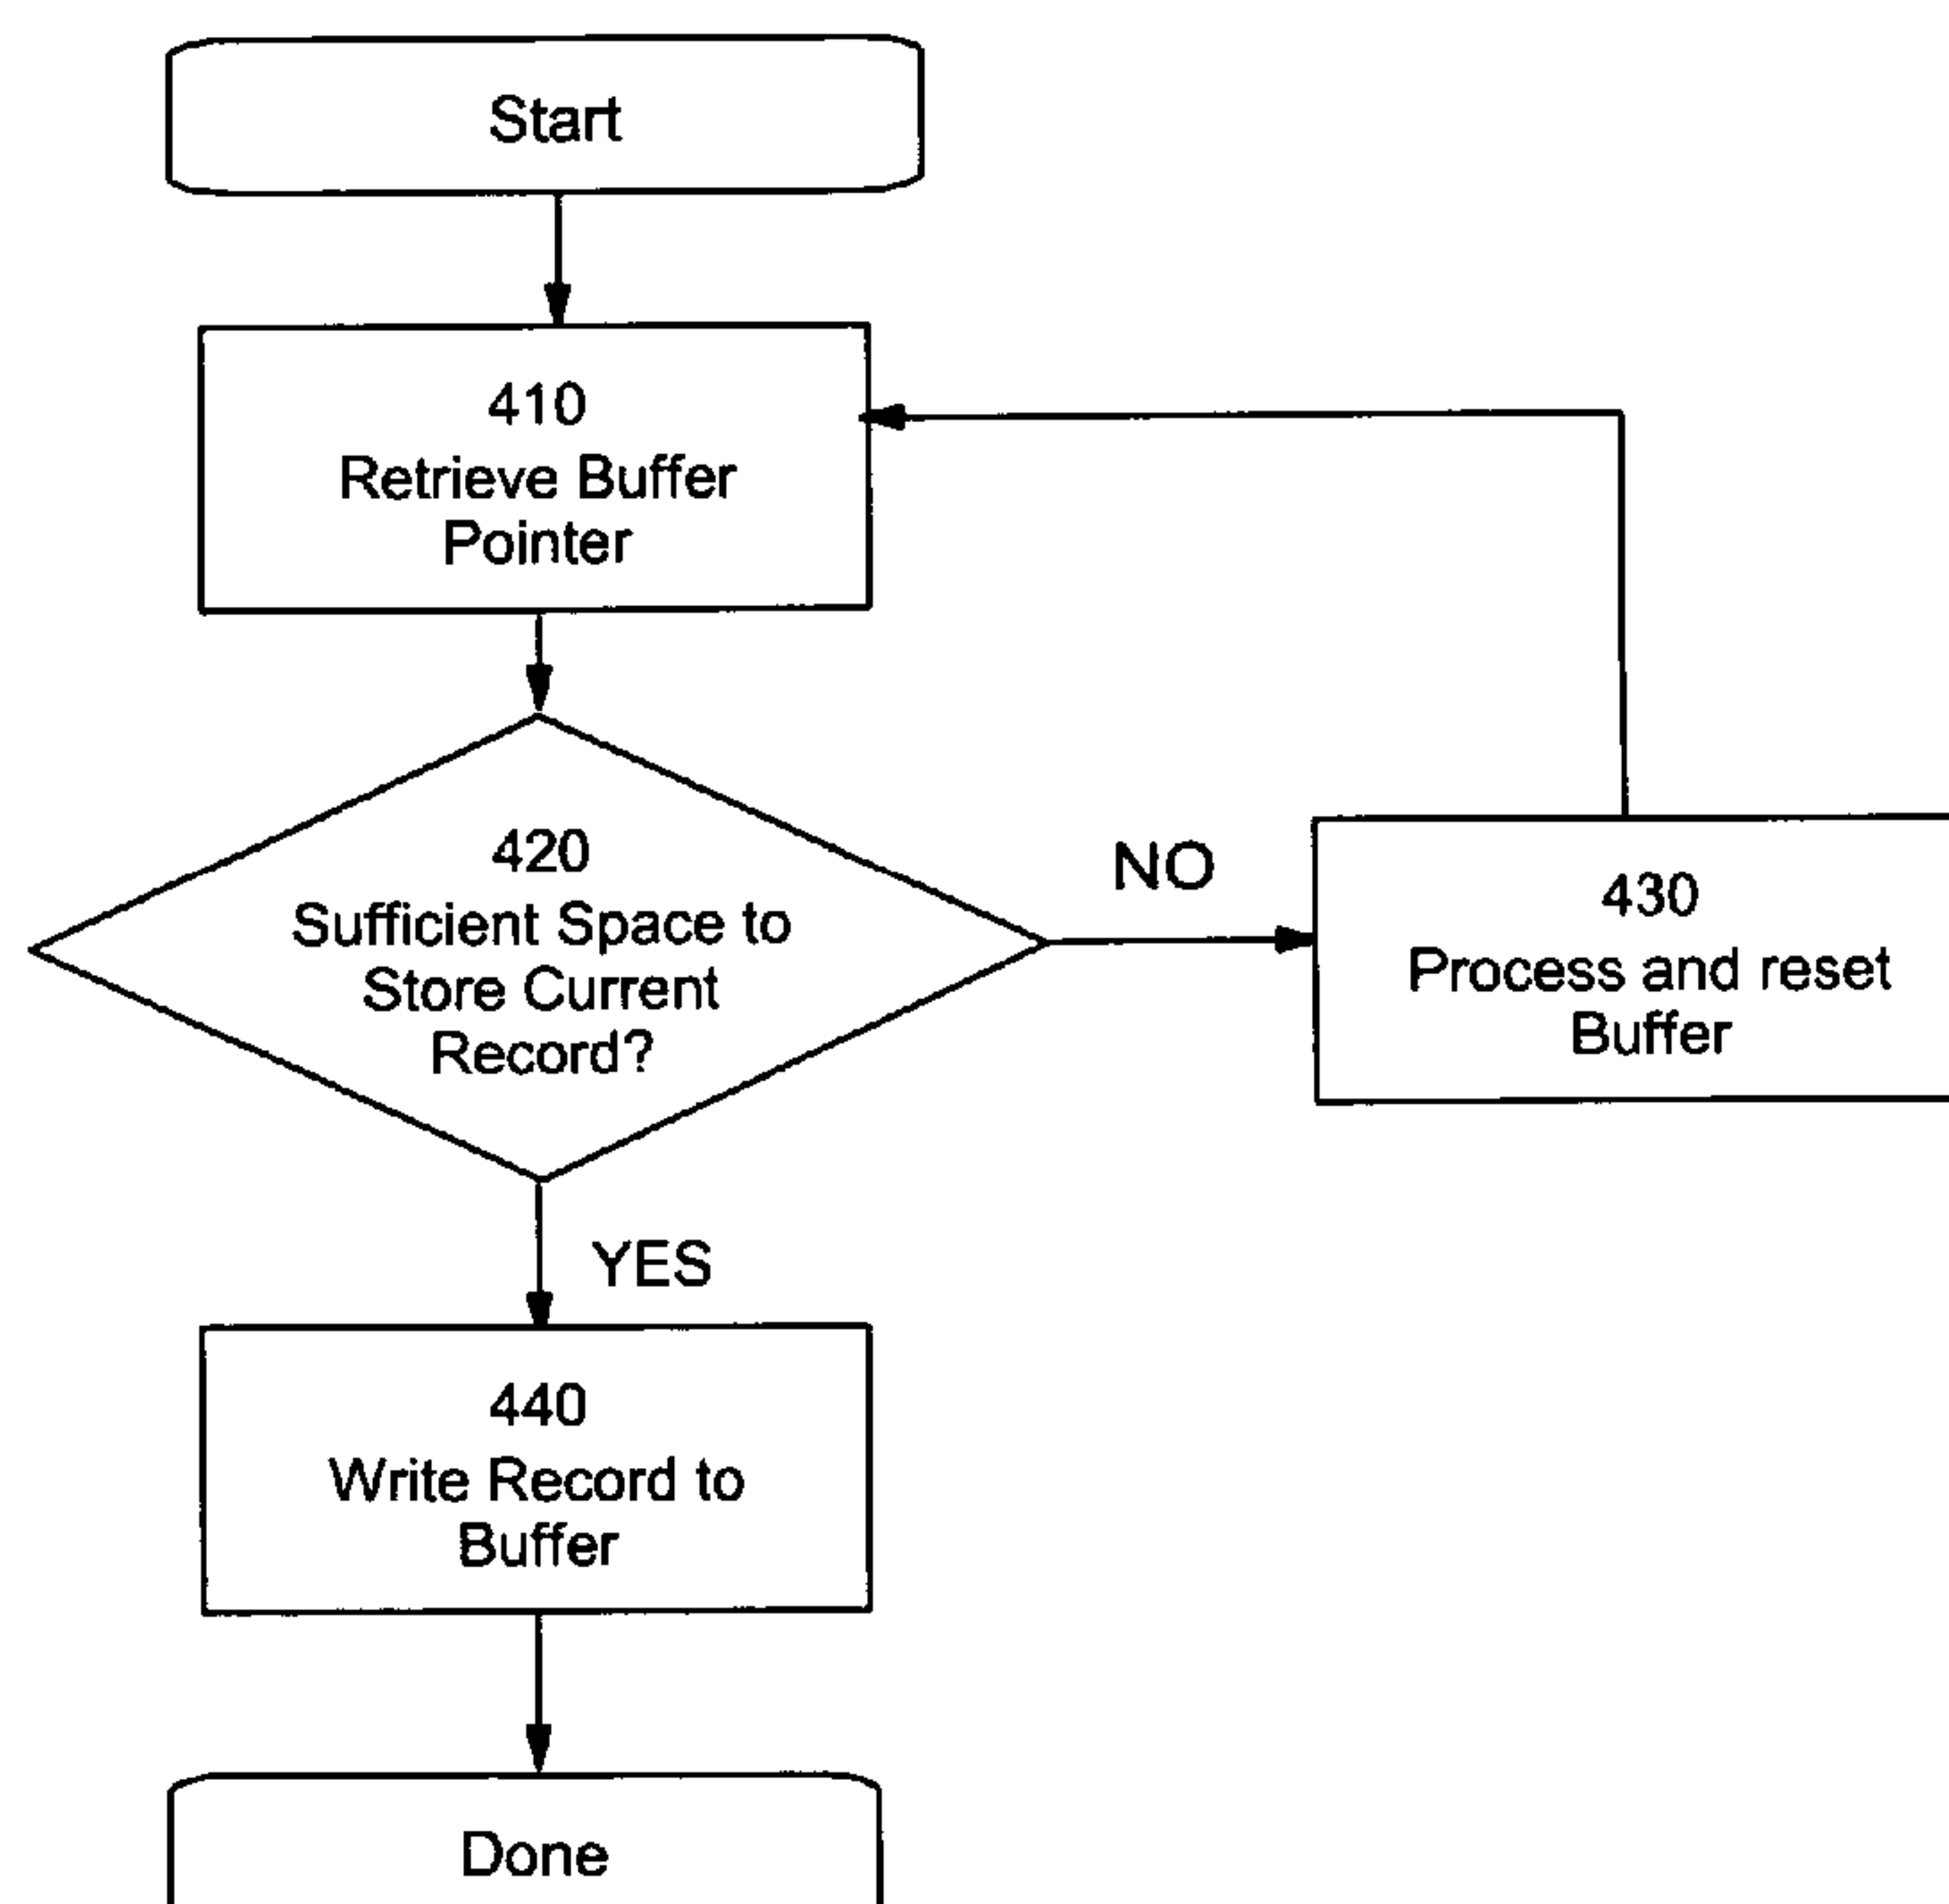 Start
410
Retrieve Buffer
Pointer
420
Sufficient Space to
Store Current
Record?
NO
430
Process and reset
Buffer
YES
440
Write Record to
Buffer
Done